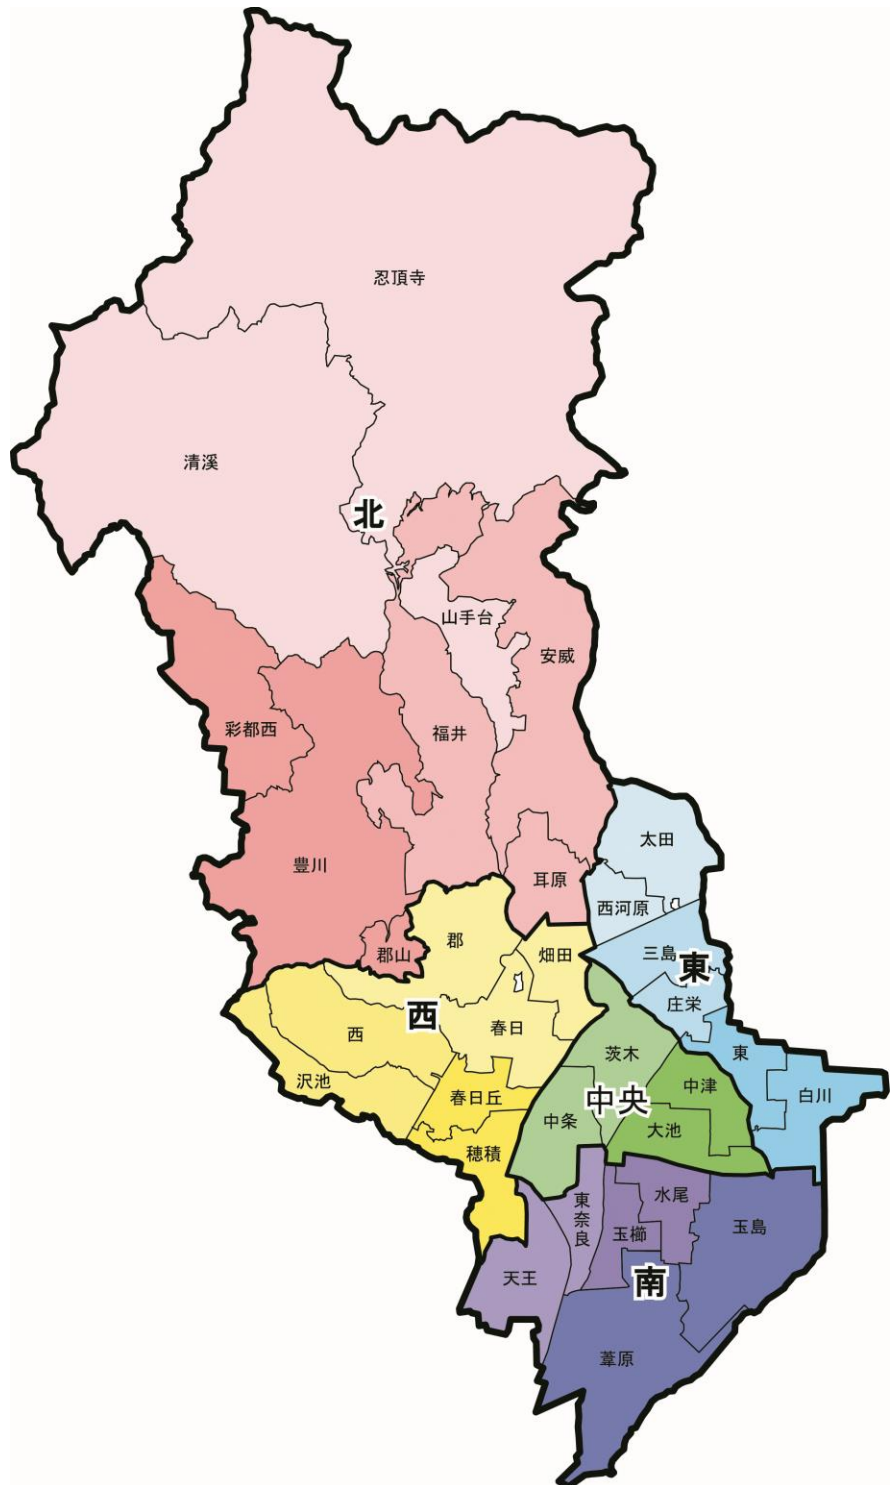 忍頂寺
清溪
北
山手台
安威
彩都西
福井
太田
豊川
耳原
西河原
郡
郡山
畑田
三島
東
庄栄
西
春日
西
茨木
東
沢池
中津
白川
春日丘
中央
中条
大池
穂積
水尾
東奈良
玉島
玉櫛
天王
南
葦原